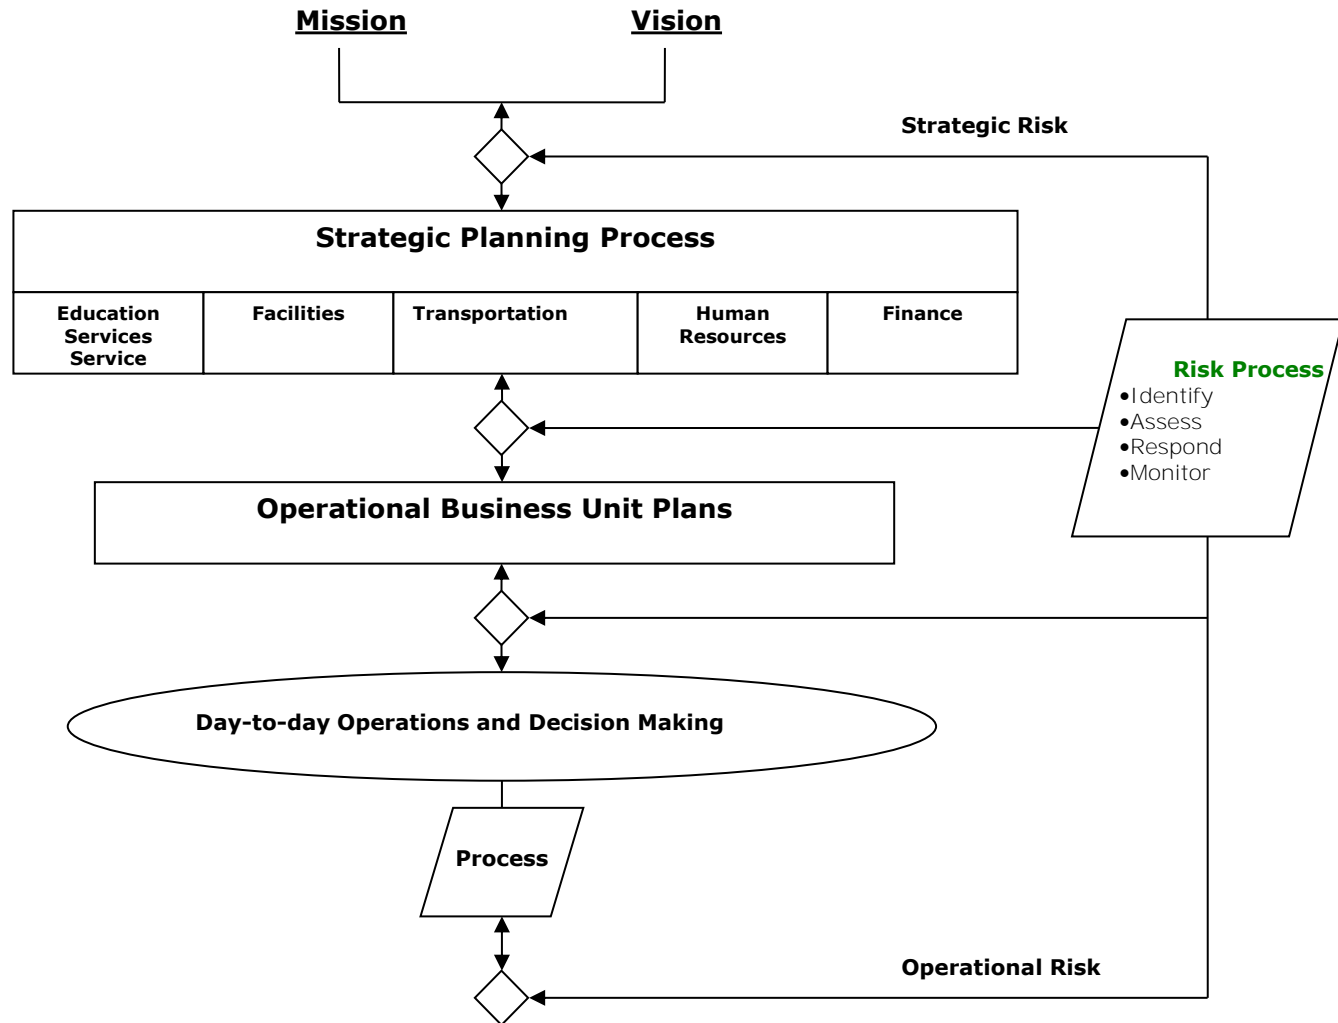 Mission
Vision
Strategic Risk
Strategic Planning Process
Education
Services
Service
Facilities
Transportation
Human
Resources
Finance
Risk Process
•Identify
•Assess
•Respond
•Monitor
Operational Business Unit Plans
Day-to-day Operations and Decision Making
Process
Operational Risk